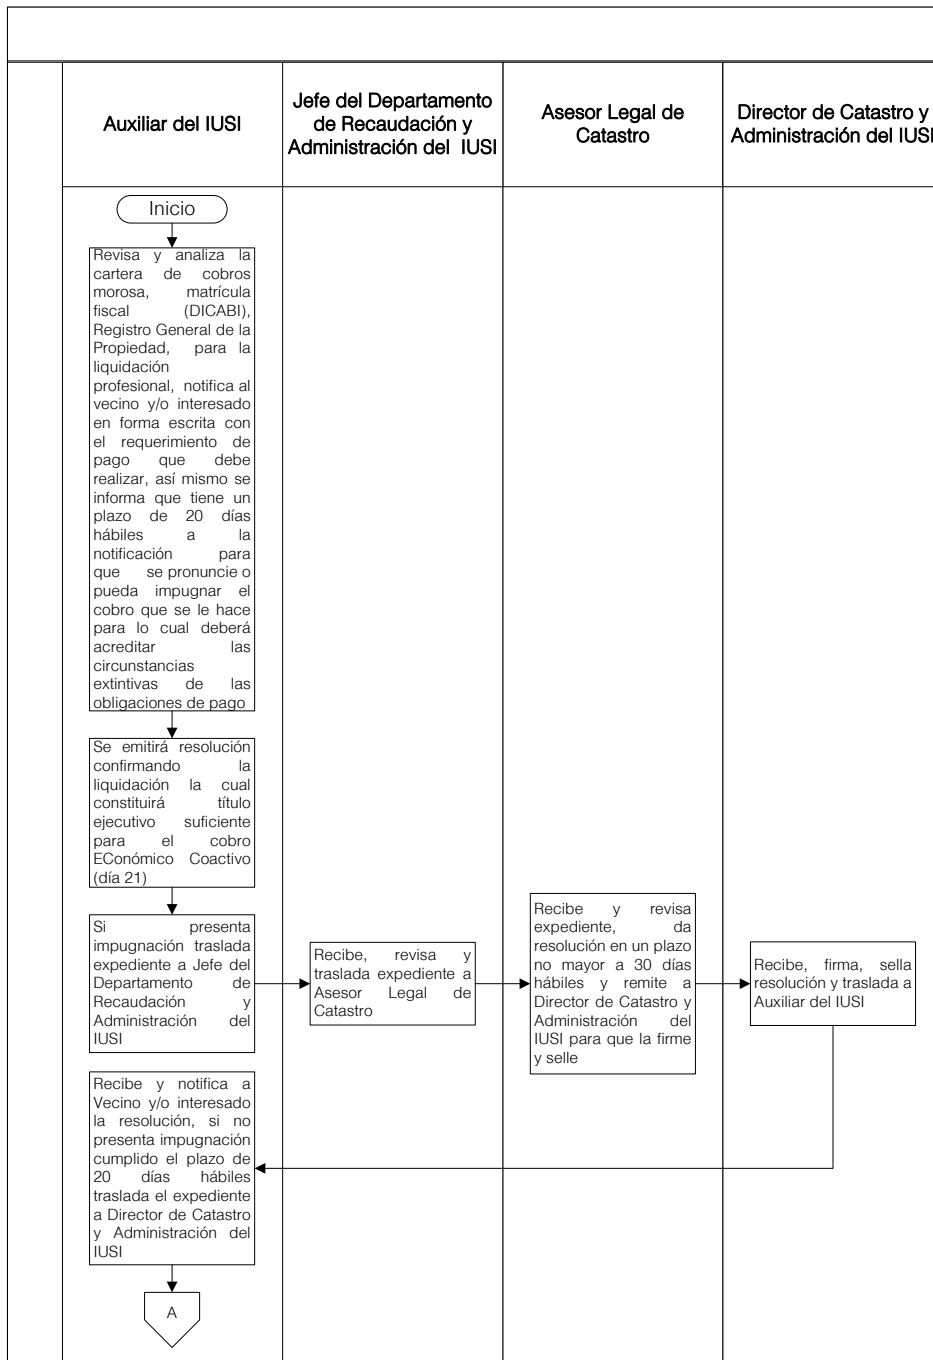 Auxiliar del IUSI
Jefe del Departamento
de Recaudación y
Administración del IUSI
Asesor Legal de
Catastro
Director de Catastro y
Administración del IUSI
Inicio
Revisa y analiza la
cartera de cobros
morosa, matrícula
fiscal (DICABI),
Registro General de la
Propiedad, para la
liquidación
profesional, notifica al
vecino y/o interesado
en forma escrita con
el requerimiento de
pago que debe
realizar, así mismo se
informa que tiene un
plazo de 20 días
hábiles a la
notificación para
que se pronuncie o
pueda impugnar el
cobro que se le hace
para lo cual deberá
acreditar las
circunstancias
extintivas de las
obligaciones de pago
Se emitirá resolución
confirmando la
liquidación la cual
constituirá título
ejecutivo suficiente
para el cobro
EConómico Coactivo
(día 21)
Si presenta
impugnación traslada
expediente a Jefe del
Departamento de
Recaudación y
Administración del
IUSI
Recibe, revisa y
traslada expediente a
Asesor Legal de
Catastro
Recibe y revisa
expediente, da
resolución en un plazo
no mayor a 30 días
hábiles y remite a
Director de Catastro y
Administración del
IUSI para que la firme
y selle
Recibe, firma, sella
resolución y traslada a
Auxiliar del IUSI
Recibe y notifica a
Vecino y/o interesado
la resolución, si no
presenta impugnación
cumplido el plazo de
20 días hábiles
traslada el expediente
a Director de Catastro
y Administración del
IUSI
A